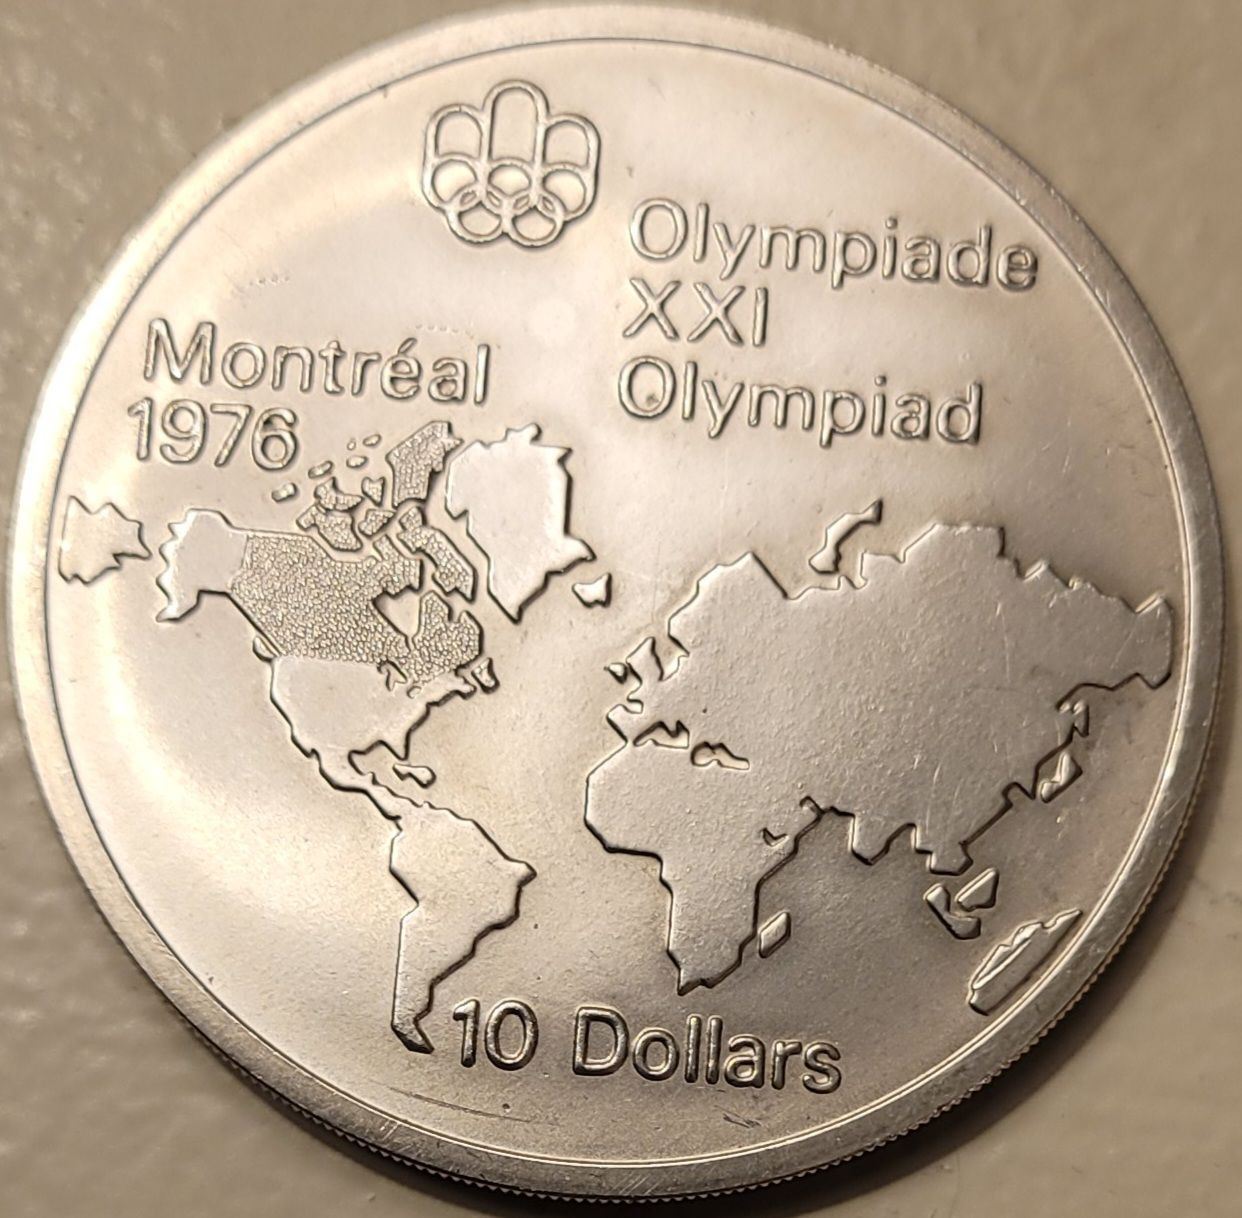 Olympiade
XXI
Olympiad
Montréal
1976
10 Dollars